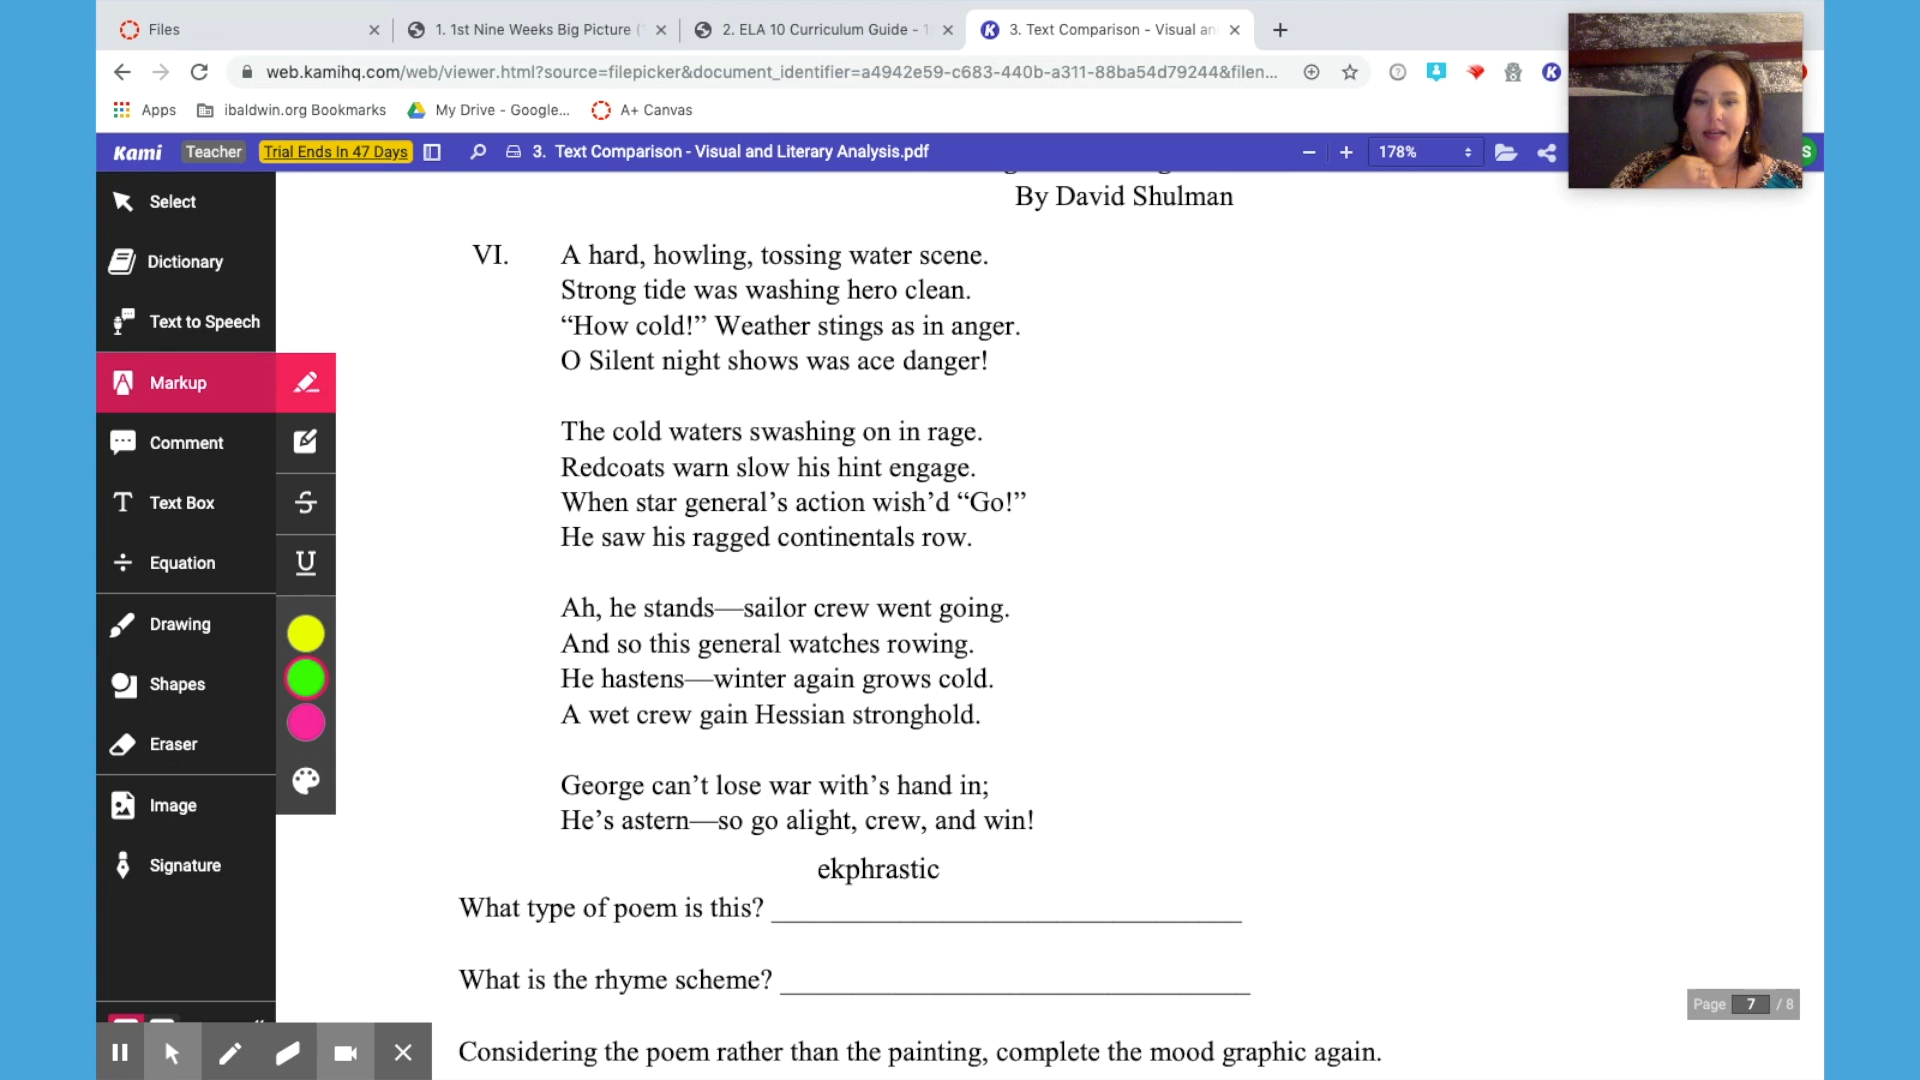 Files
1. 1st Nine Weeks Big Picture (
2. ELA 10 Curriculum Guide - 1
3. Text Comparison - Visual an
web.kamihq.com/web/viewer.html?source=filepicker&document_identifier=a4942e59-c683-440b-a311-88ba54d79244&filen...
Apps
ibaldwin.org Bookmarks
My Drive - Google...
A+ Canvas
Kami
Teacher
Trial Ends In 47 Days
3. Text Comparison - Visual and Literary Analysis.pdf
178%
S
Select
Dictionary
Text to Speech
Markup
Comment
Text Box
Equation
Drawing
Shapes
Eraser
Image
Signature
By David Shulman
VI. A hard, howling, tossing water scene.
Strong tide was washing hero clean.
“How cold!” Weather stings as in anger.
O Silent night shows was ace danger!
The cold waters swashing on in rage.
Redcoats warn slow his hint engage.
When star general’s action wish’d “Go!”
He saw his ragged continentals row.
Ah, he stands—sailor crew went going.
And so this general watches rowing.
He hastens—winter again grows cold.
A wet crew gain Hessian stronghold.
George can’t lose war with’s hand in;
He’s astern—so go alight, crew, and win!
ekphrastic
What type of poem is this? ____________________
What is the rhyme scheme? ____________________
Considering the poem rather than the painting, complete the mood graphic again.
Page 7 / 8